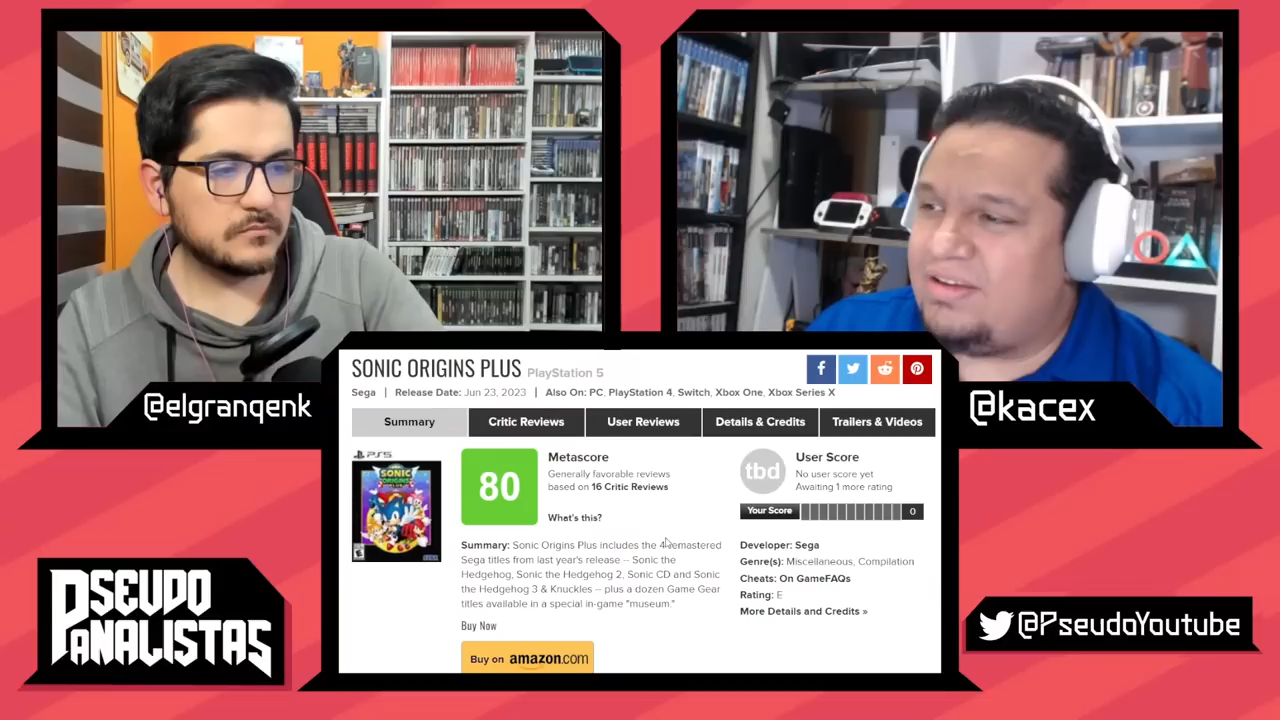 @elgranqenk
@kacex
SONIC ORIGINS PLUS PlayStation 5
Sega | Release Date: Jun 23, 2023 | Also On: PC, PlayStation 4, Switch, Xbox One, Xbox Series X
Summary Critic Reviews User Reviews Details & Credits Trailers & Videos
PS5
SONIC
ORIGINS
SEGA
80
Metascore
Generally favorable reviews
based on 16 Critic Reviews
What's this?
tbd
User Score
No user score yet
Awaiting 1 more rating
Your Score 0
Summary: Sonic Origins Plus includes the 4 remastered
Sega titles from last year's release -- Sonic the
Hedgehog, Sonic the Hedgehog 2, Sonic CD and Sonic
the Hedgehog 3 & Knuckles -- plus a dozen Game Gear
titles available in a special in-game "museum."
Buy Now
Buy on amazon.com
Developer: Sega
Genre(s): Miscellaneous, Compilation
Cheats: On GameFAQs
Rating: E
More Details and Credits »
PSEUDO
PANALISTAS
@PseudoYoutube